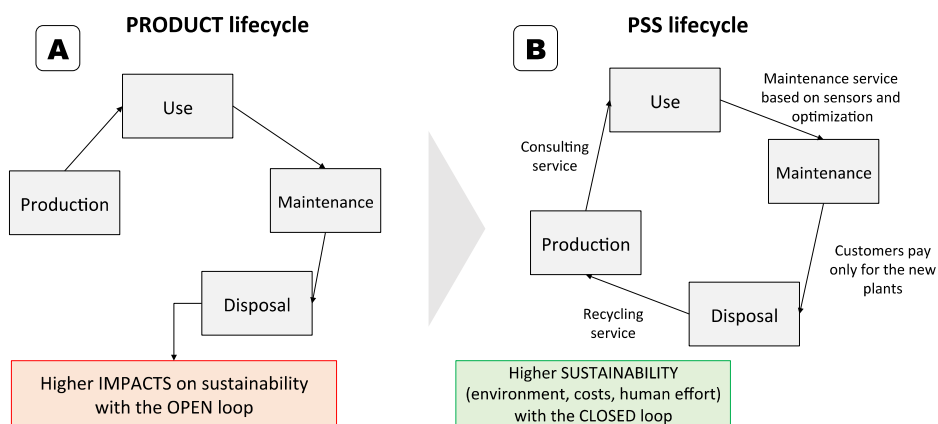 PRODUCT lifecycle
A
Use
Production
Maintenance
Disposal
Higher IMPACTS on sustainability
with the OPEN loop
PSS lifecycle
B
Use
Maintenance service
based on sensors and
optimization
Consulting
service
Maintenance
Production
Customers pay
only for the new
plants
Disposal
Recycling
service
Higher SUSTAINABILITY
(environment, costs, human effort)
with the CLOSED loop